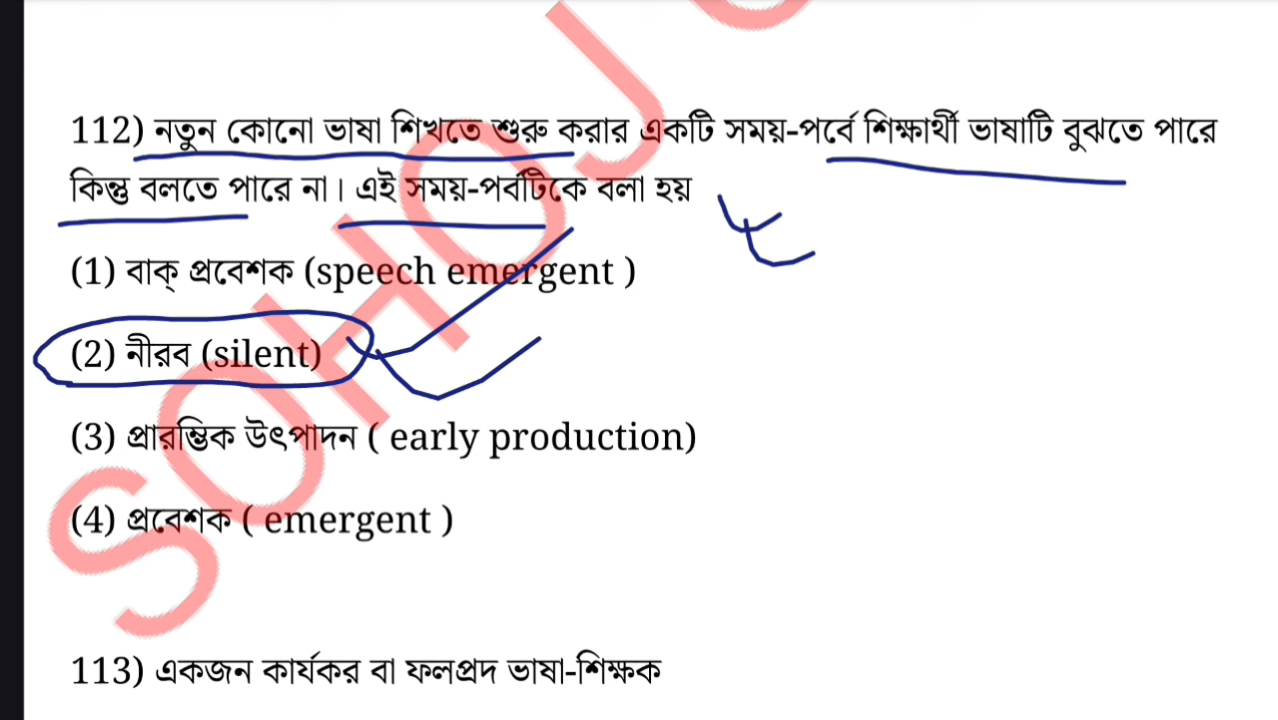 112) নতুন কোনো ভাষা শিখতে শুরু করার একটি সময়-পর্বে শিক্ষার্থী ভাষাটি বুঝতে পারে
কিন্তু বলতে পারে না। এই সময়-পর্বটিকে বলা হয়
(1) বাক্ প্রবেশক (speech emergent )
(2) নীরব (silent)
(3) প্রারম্ভিক উৎপাদন ( early production)
(4) প্রবেশক ( emergent )
113) একজন কার্যকর বা ফলপ্রদ ভাষা-শিক্ষক
SOHOJ